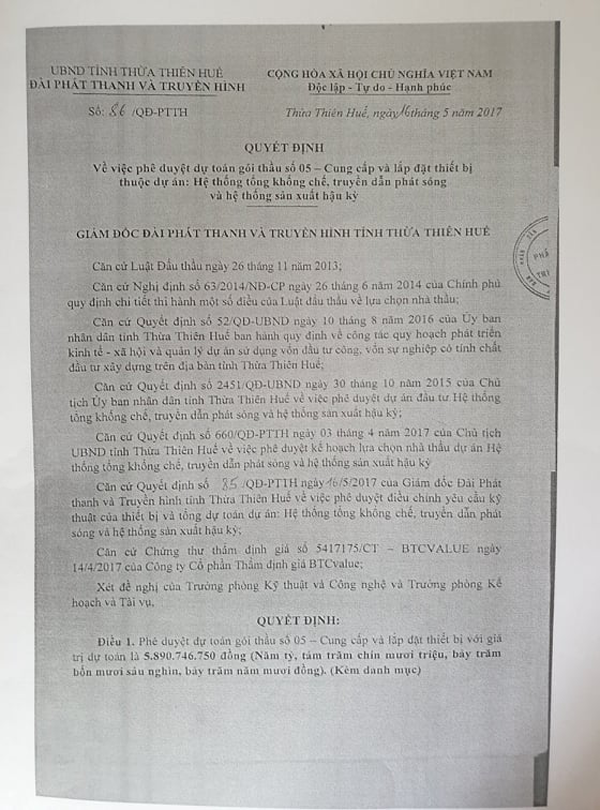 UBND TỈNH THỪA THIÊN HUẾ
ĐÀI PHÁT THANH VÀ TRUYỀN HÌNH
Số: 86 /QĐ-PTTH
CỘNG HÒA XÃ HỘI CHỦ NGHĨA VIỆT NAM
Độc lập - Tự do - Hạnh phúc
Thừa Thiên Huế, ngày 16 tháng 5 năm 2017
QUYẾT ĐỊNH
Về việc phê duyệt dự toán gói thầu số 05 – Cung cấp và lắp đặt thiết bị
thuộc dự án: Hệ thống tổng khống chế, truyền dẫn phát sóng
và hệ thống sản xuất hậu kỳ
GIÁM ĐỐC ĐÀI PHÁT THANH VÀ TRUYỀN HÌNH TỈNH THỪA THIÊN HUẾ
Căn cứ Luật Đấu thầu ngày 26 tháng 11 năm 2013;
Căn cứ Nghị định số 63/2014/NĐ-CP ngày 26 tháng 6 năm 2014 của Chính phủ
quy định chi tiết thi hành một số điều của Luật đấu thầu về lựa chọn nhà thầu;
Căn cứ Quyết định số 52/QĐ-UBND ngày 10 tháng 8 năm 2016 của Ủy ban
nhân dân tỉnh Thừa Thiên Huế ban hành quy định về công tác quy hoạch phát triển
kinh tế - xã hội và quản lý dự án sử dụng vốn đầu tư công, vốn sự nghiệp có tính chất
đầu tư xây dựng trên địa bàn tỉnh Thừa Thiên Huế;
Căn cứ Quyết định số 2451/QĐ-UBND ngày 30 tháng 10 năm 2015 của Chủ
tịch Ủy ban nhân dân tỉnh Thừa Thiên Huế về việc phê duyệt dự án đầu tư Hệ thống
tổng khống chế, truyền dẫn phát sóng và hệ thống sản xuất hậu kỳ;
Căn cứ Quyết định số 660/QĐ-PTTH ngày 03 tháng 4 năm 2017 của Chủ tịch
UBND tỉnh Thừa Thiên Huế về việc phê duyệt kế hoạch lựa chọn nhà thầu dự án Hệ
thống tổng khống chế, truyền dẫn phát sóng và hệ thống sản xuất hậu kỳ
Căn cứ Quyết định số 85 /QĐ-PTTH ngày 16/5/2017 của Giám đốc Đài Phát
thanh và Truyền hình tỉnh Thừa Thiên Huế về việc phê duyệt điều chỉnh yêu cầu kỹ
thuật của thiết bị và tổng dự toán dự án: Hệ thống tổng khống chế, truyền dẫn phát
sóng và hệ thống sản xuất hậu kỳ;
Căn cứ Chứng thư thẩm định giá số 5417175/CT – BTCVALUE ngày
14/4/2017 của Công ty Cổ phần Thẩm định giá BTCvalue;
Xét đề nghị của Trưởng phòng Kỹ thuật và Công nghệ và Trưởng phòng Kế
hoạch và Tài vụ,
QUYẾT ĐỊNH:
Điều 1. Phê duyệt dự toán gói thầu số 05 – Cung cấp và lắp đặt thiết bị với giá
trị dự toán là 5.890.746.750 đồng (Năm tỷ, tám trăm chín mươi triệu, bảy trăm
bốn mươi sáu nghìn, bảy trăm năm mươi đồng). (Kèm danh mục)